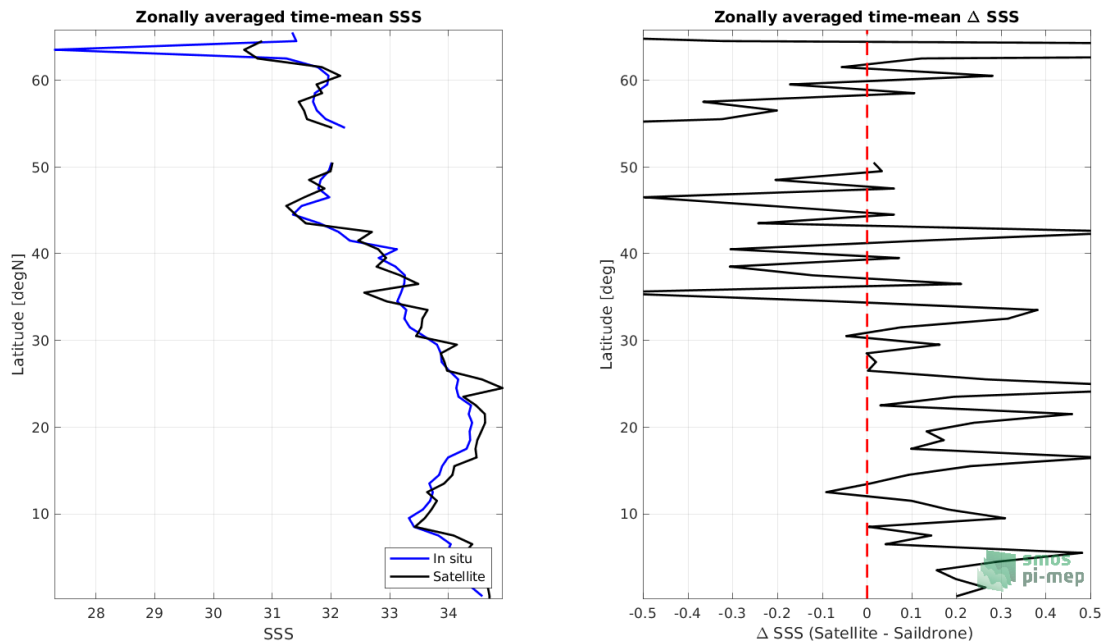 Zonally averaged time-mean SSS
Latitude [degN]
60
50
40
30
20
10
28 29 30 31 32 33 34
SSS
In situ
Satellite
Zonally averaged time-mean Δ SSS
Latitude [deg]
60
50
40
30
20
10
-0.5 -0.4 -0.3 -0.2 -0.1 0 0.1 0.2 0.3 0.4 0.5
Δ SSS (Satellite - Saildrone)
smos
pi-mep